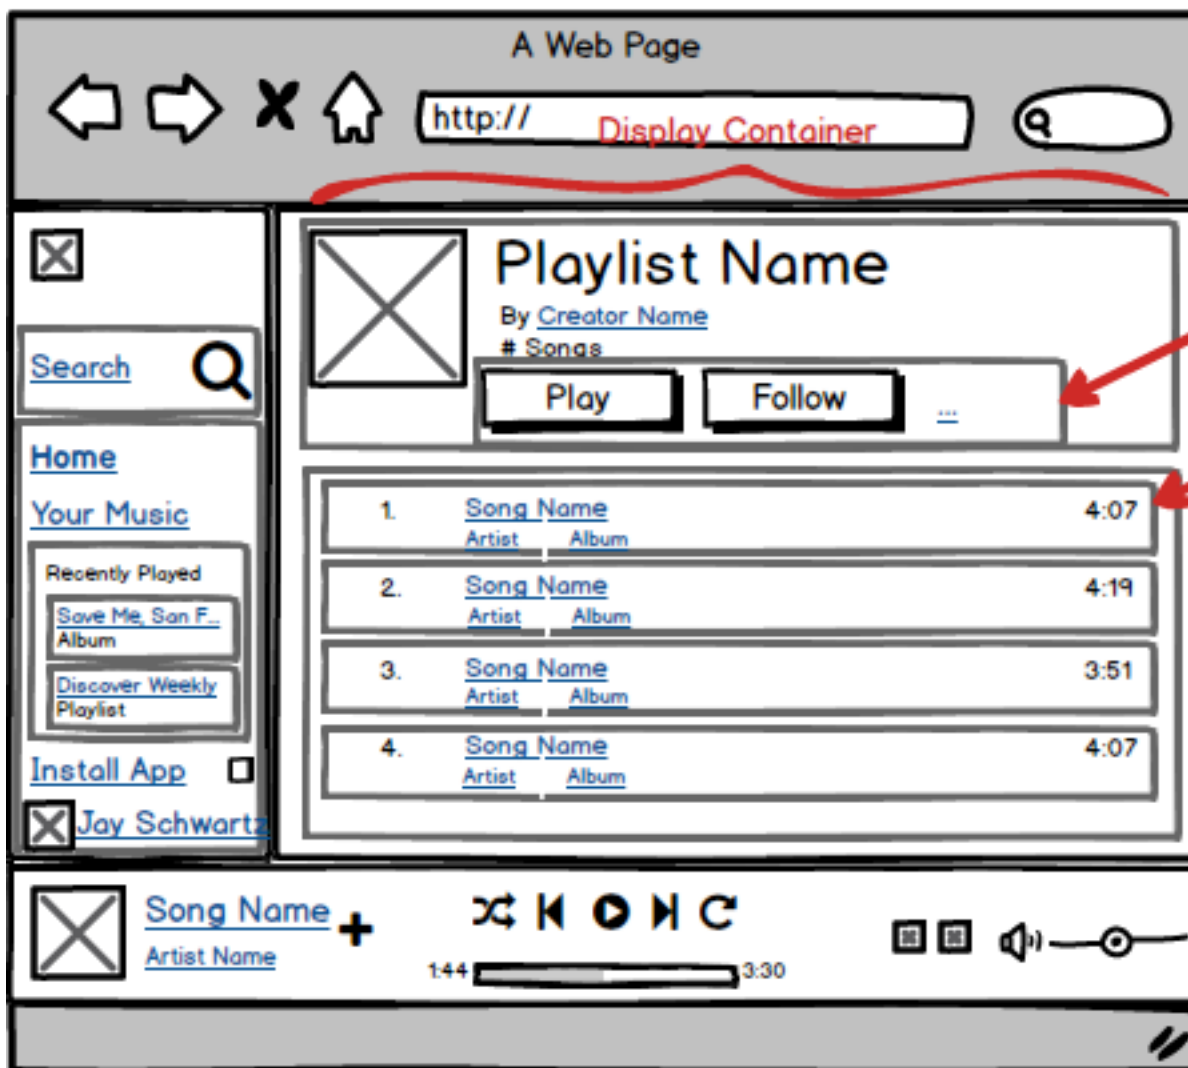 A Web Page
http://
Display Container
Playlist Name
By Creator Name
# Songs
Play
Follow
...
Search
Home
Your Music
Recently Played
Save Me, San F...
Album
Discover Weekly
Playlist
Install App
Jay Schwartz
1. Song Name 4:07
Artist Album
2. Song Name 4:19
Artist Album
3. Song Name 3:51
Artist Album
4. Song Name 4:07
Artist Album
Song Name
Artist Name
1:44 3:30